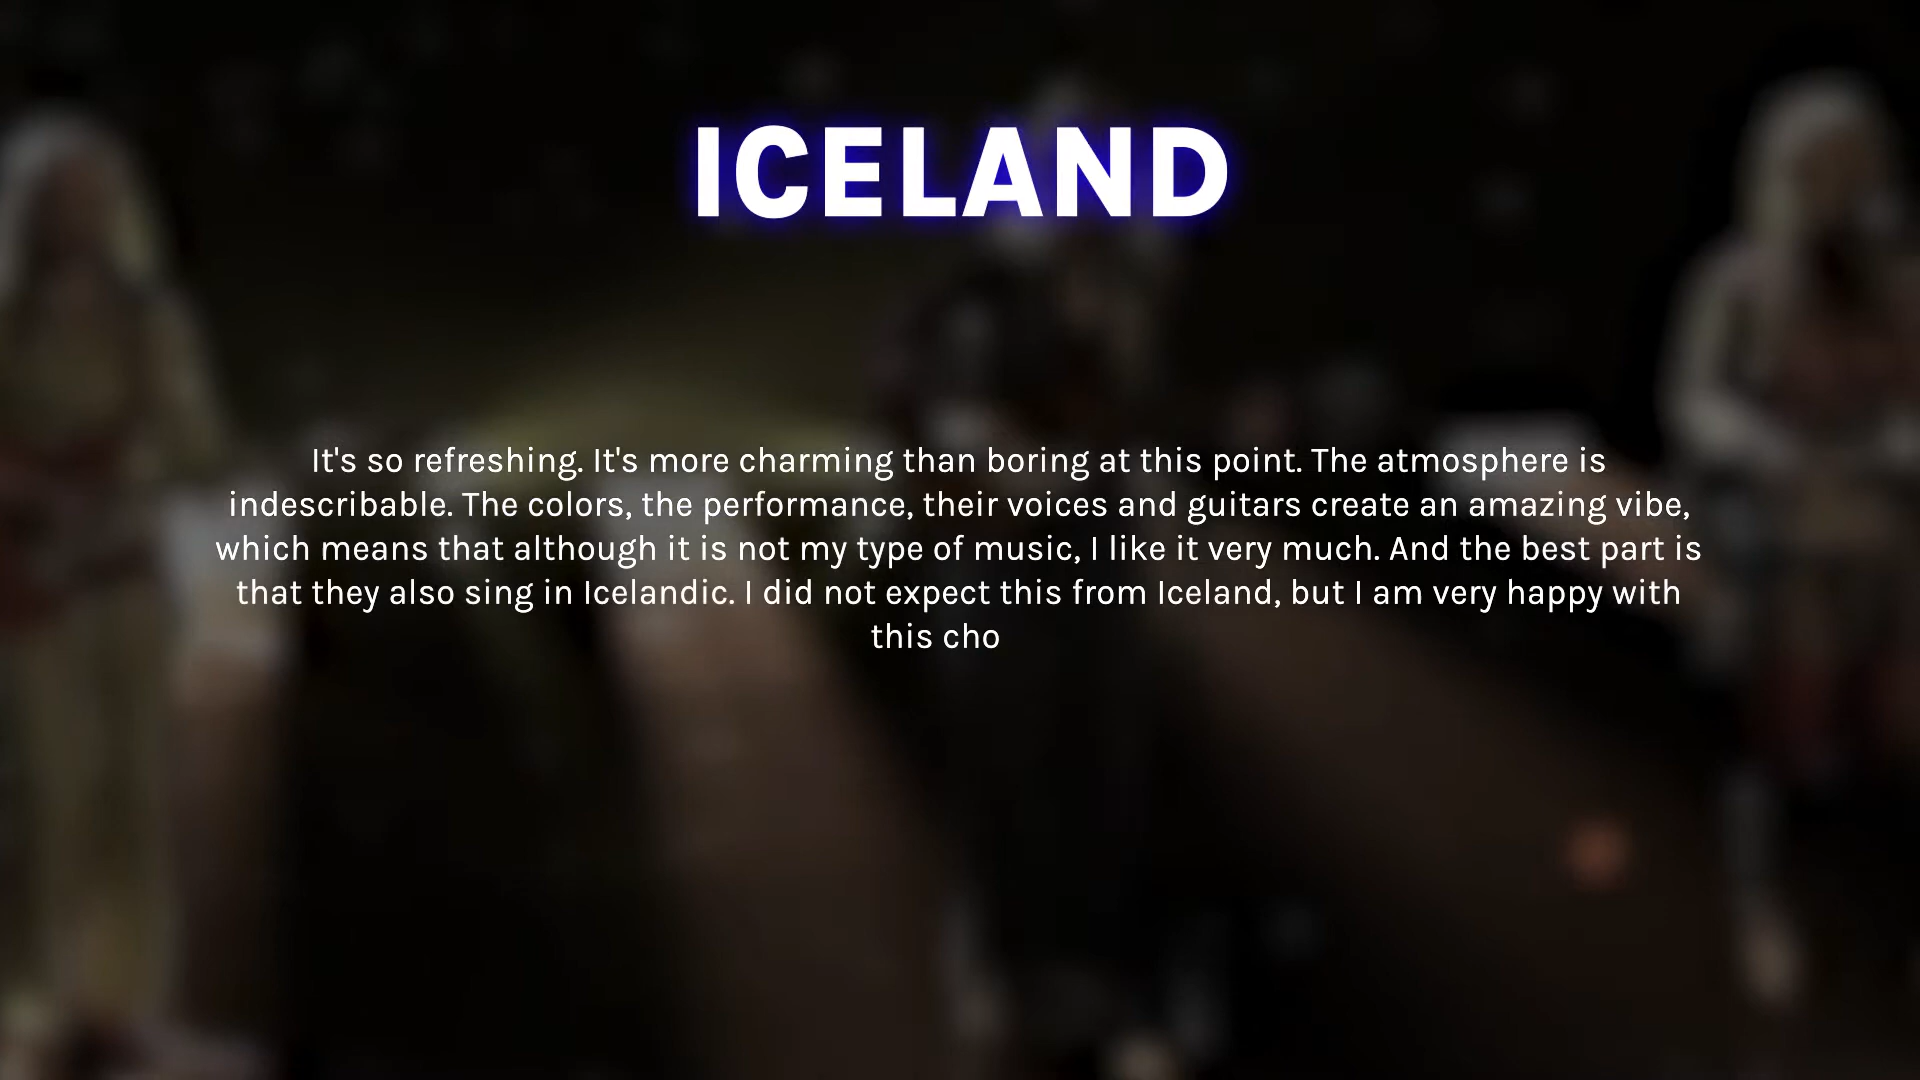 ICELAND
It's so refreshing. It's more charming than boring at this point. The atmosphere is
indescribable. The colors, the performance, their voices and guitars create an amazing vibe,
which means that although it is not my type of music, I like it very much. And the best part is
that they also sing in Icelandic. I did not expect this from Iceland, but I am very happy with
this cho